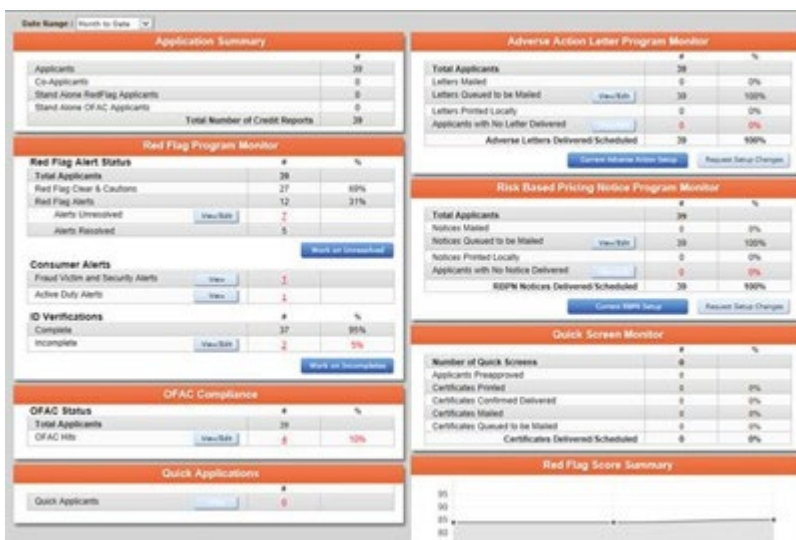 Date Range: Month to Date
Application Summary
#
Applicants 39
Co-Applicants 0
Stand Alone RedFlag Applicants 0
Stand Alone OFAC Applicants 0
Total Number of Credit Reports 39
Red Flag Program Monitor
Red Flag Alert Status # %
Total Applicants 39
Red Flag Clear & Cautions 27 69%
Red Flag Alerts 12 31%
Alerts Unresolved View/Edit 7
Alerts Resolved 5
Work on Unresolved
Consumer Alerts
Fraud Victim and Security Alerts View 1
Active Duty Alerts View 1
ID Verifications # %
Complete 37 95%
Incomplete View/Edit 2 5%
Work on Incompletes
OFAC Compliance
OFAC Status # %
Total Applicants 39
OFAC Hits View/Edit 4 10%
Quick Applications
#
Quick Applicants 0
Adverse Action Letter Program Monitor
# %
Total Applicants 39
Letters Mailed 0 0%
Letters Queued to be Mailed View/Edit 39 100%
Letters Printed Locally 0 0%
Applicants with No Letter Delivered 0 0%
Adverse Letters Delivered/Scheduled 39 100%
Current Adverse Action Setup Request Setup Changes
Risk Based Pricing Notice Program Monitor
# %
Total Applicants 39
Notices Mailed 0 0%
Notices Queued to be Mailed View/Edit 39 100%
Notices Printed Locally 0 0%
Applicants with No Notice Delivered 0 0%
RBPN Notices Delivered/Scheduled 39 100%
Current RBPN Setup Request Setup Changes
Quick Screen Monitor
# %
Number of Quick Screens 0
Applicants Preapproved 0
Certificates Printed 0 0%
Certificates Confirmed Delivered 0 0%
Certificates Mailed 0 0%
Certificates Queued to be Mailed 0 0%
Certificates Delivered/Scheduled 0 0%
Red Flag Score Summary
95
90
85
80